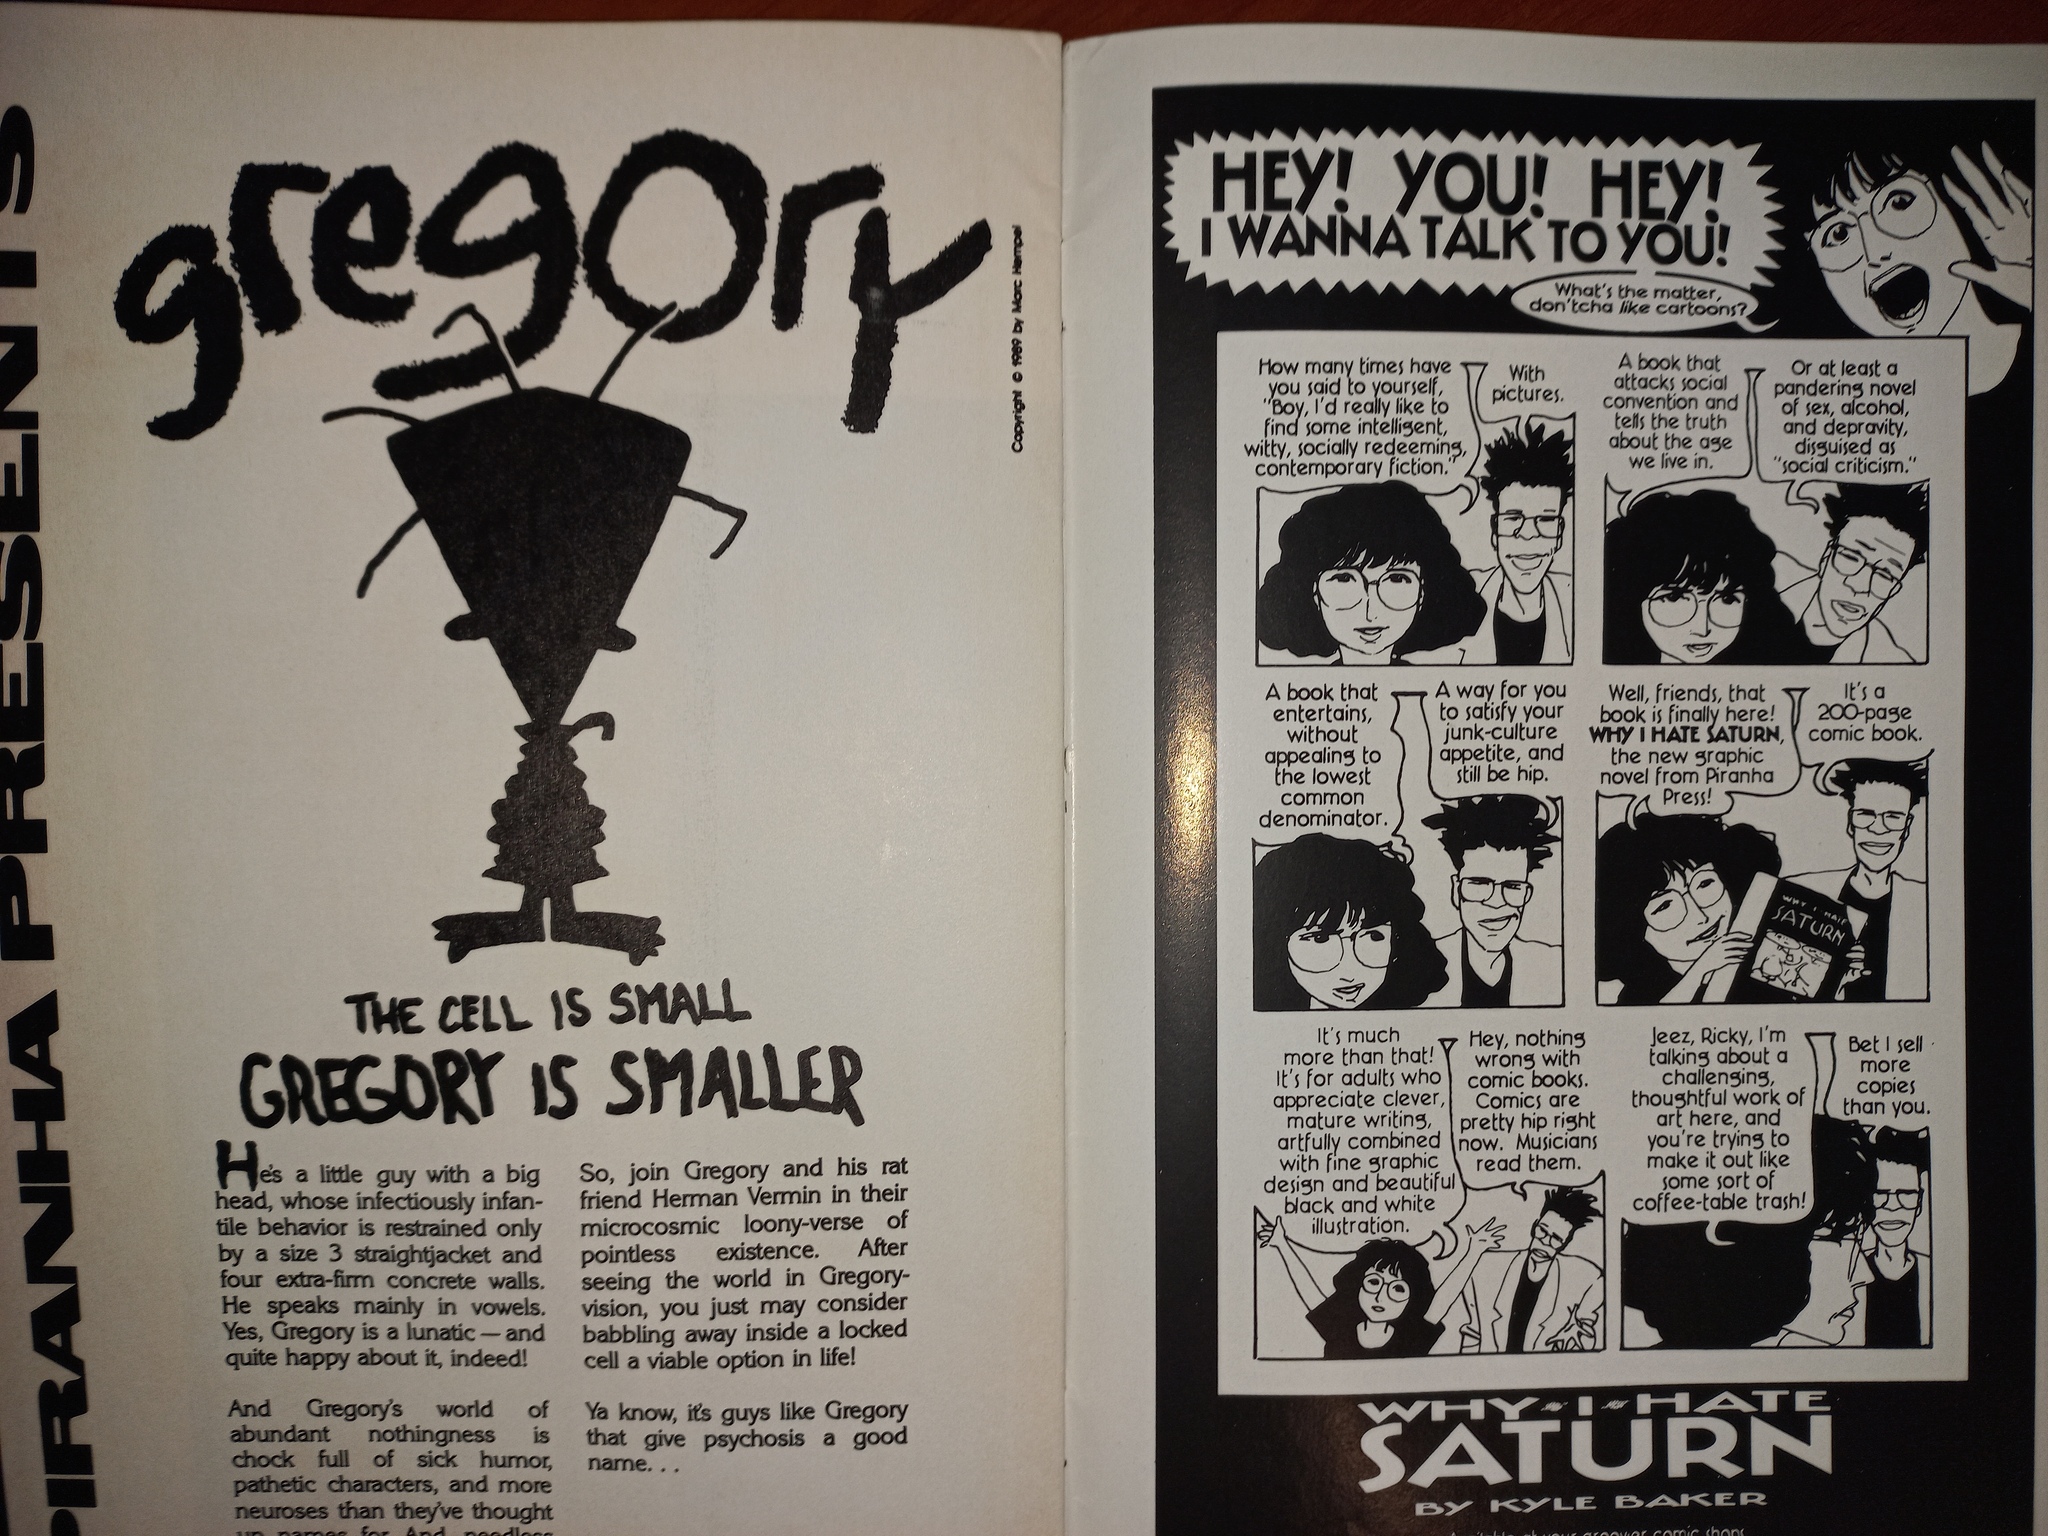 PIRANHA PRESENTS
gregory
Copyright © 1989 by Marc Hempel
THE CELL IS SMALL
GREGORY IS SMALLER
He's a little guy with a big
head, whose infectiously infan-
tile behavior is restrained only
by a size 3 straightjacket and
four extra-firm concrete walls.
He speaks mainly in vowels.
Yes, Gregory is a lunatic — and
quite happy about it, indeed!
And Gregory's world of
abundant nothingness is
chock full of sick humor,
pathetic characters, and more
neuroses than they've thought
up names for. And, needless
So, join Gregory and his rat
friend Herman Vermin in their
microcosmic loony-verse of
pointless existence. After
seeing the world in Gregory-
vision, you just may consider
babbling away inside a locked
cell a viable option in life!
Ya know, it's guys like Gregory
that give psychosis a good
name. . .
HEY! YOU! HEY!
I WANNA TALK TO YOU!
What's the matter,
don'tcha like cartoons?
How many times have
you said to yourself,
"Boy, I'd really like to
find some intelligent,
witty, socially redeeming,
contemporary fiction."
With
pictures.
A book that
attacks social
convention and
tells the truth
about the age
we live in.
Or at least a
pandering novel
of sex, alcohol,
and depravity,
disguised as
"social criticism."
A book that
entertains,
without
appealing to
the lowest
common
denominator.
A way for you
to satisfy your
junk-culture
appetite, and
still be hip.
Well, friends, that
book is finally here!
WHY I HATE SATURN,
the new graphic
novel from Piranha
Press!
It's a
200-page
comic book.
WHY I HATE
SATURN
It's much
more than that!
It's for adults who
appreciate clever,
mature writing,
artfully combined
with fine graphic
design and beautiful
black and white
illustration.
Hey, nothing
wrong with
comic books.
Comics are
pretty hip right
now. Musicians
read them.
Jeez, Ricky, I'm
talking about a
challenging,
thoughtful work of
art here, and
you're trying to
make it out like
some sort of
coffee-table trash!
Bet I sell
more
copies
than you.
WHY I HATE
SATURN
BY KYLE BAKER
Available at your groovier comic shops